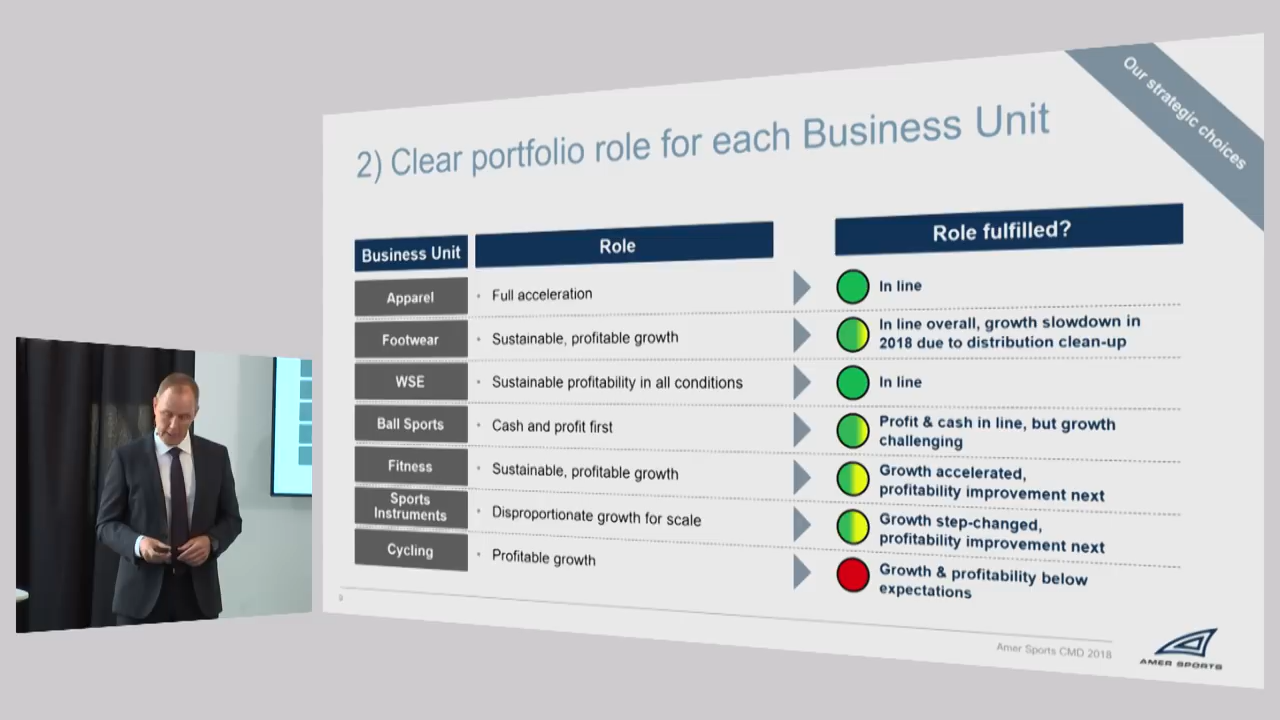 Our strategic choices
2) Clear portfolio role for each Business Unit
Business Unit
Role
Role fulfilled?
Apparel
• Full acceleration
In line
Footwear
• Sustainable, profitable growth
In line overall, growth slowdown in
2018 due to distribution clean-up
WSE
• Sustainable profitability in all conditions
In line
Ball Sports
• Cash and profit first
Profit & cash in line, but growth
challenging
Fitness
• Sustainable, profitable growth
Growth accelerated,
profitability improvement next
Sports
Instruments
• Disproportionate growth for scale
Growth step-changed,
profitability improvement next
Cycling
• Profitable growth
Growth & profitability below
expectations
9
Amer Sports CMD 2018
AMER SPORTS